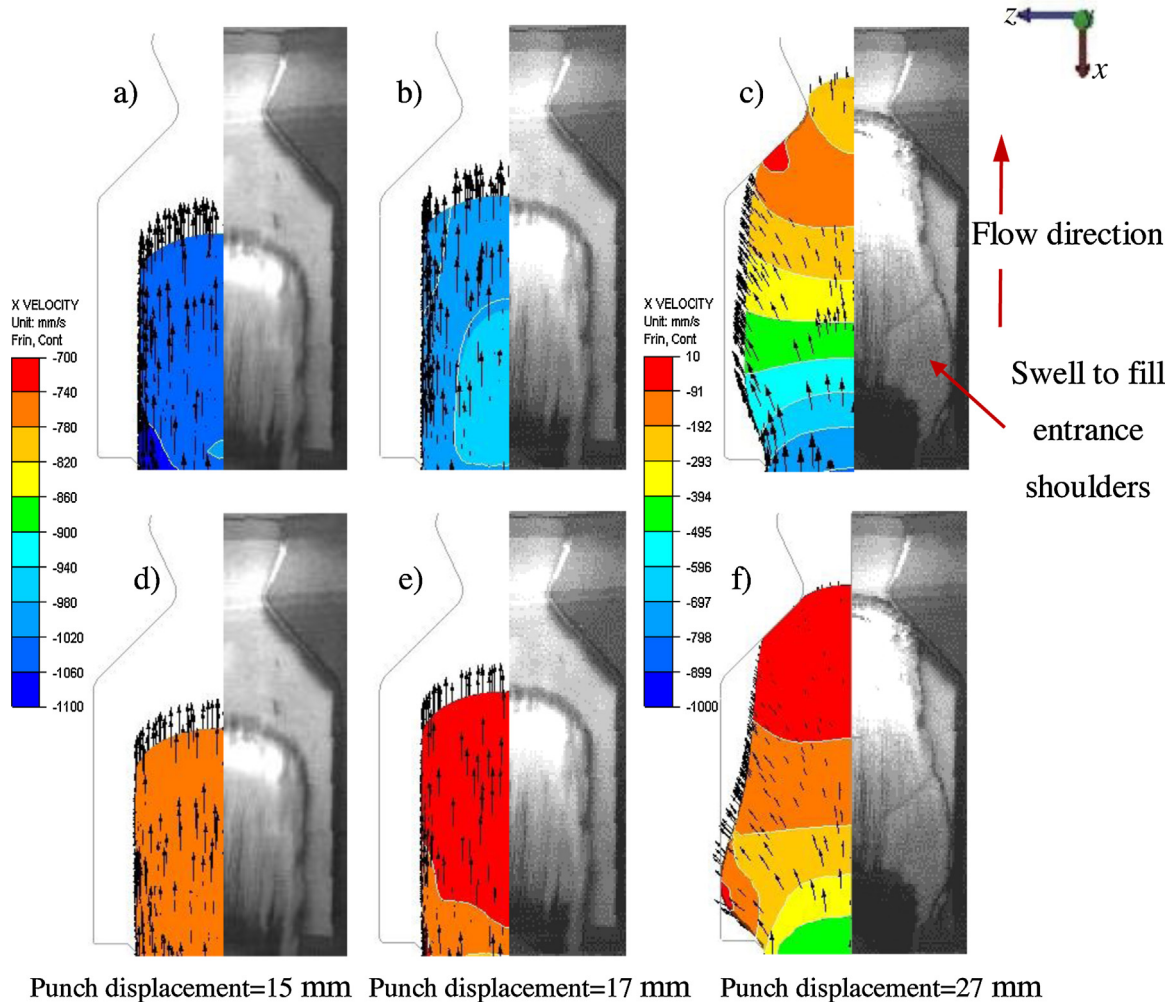 z
x
a)
b)
c)
Flow direction
Swell to fill
entrance
shoulders
X VELOCITY
Unit: mm/s
Frin, Cont
-700
-740
-780
-820
-860
-900
-940
-980
-1020
-1060
-1100
X VELOCITY
Unit: mm/s
Frin, Cont
10
-91
-192
-293
-394
-495
-596
-697
-798
-899
-1000
d)
e)
f)
Punch displacement=15 mm
Punch displacement=17 mm
Punch displacement=27 mm